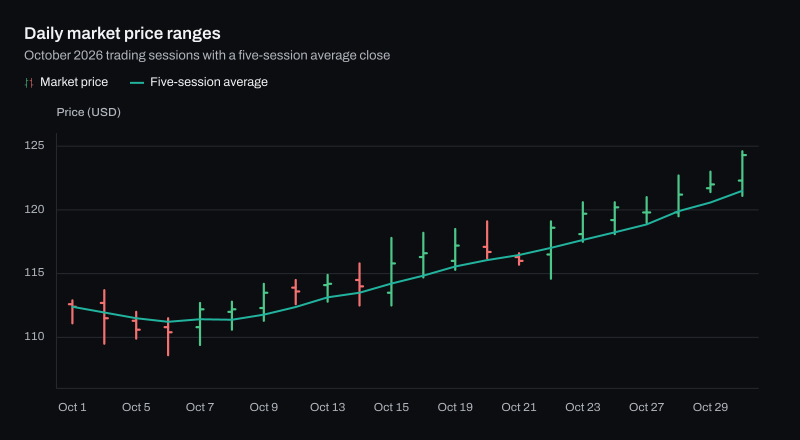 Daily market price ranges
October 2026 trading sessions with a five-session average close
Market price
Five-session average
Price (USD)
125
120
115
110
Oct 1
Oct 5
Oct 7
Oct 9
Oct 13
Oct 15
Oct 19
Oct 21
Oct 23
Oct 27
Oct 29